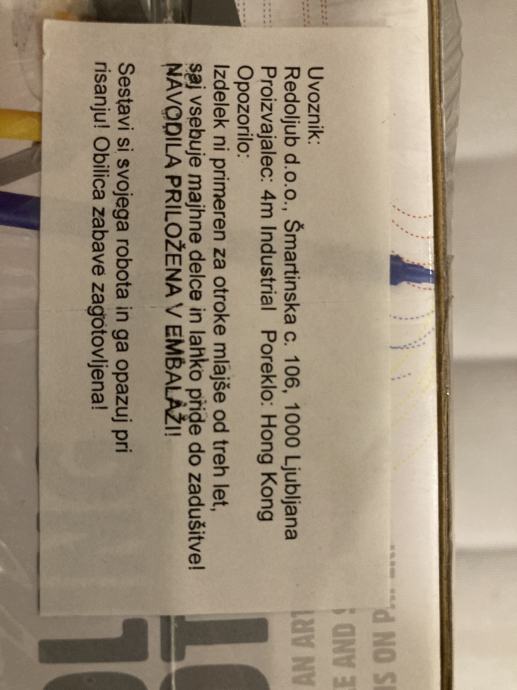 Uvoznik:
Redoljub d.o.o., Šmartinska c. 106, 1000 Ljubljana
Proizvajalec: 4m Industrial Poreklo: Hong Kong
Opozorilo:
Izdelek ni primeren za otroke mlajše od treh let,
saj vsebuje majhne delce in lahko pride do zadušitve!
NAVODILA PRILOŽENA V EMBALAŽI!
Sestavi si svojega robota in ga opazuj pri
risanju! Obilica zabave zagotovljena!
S ON
E AND
AN ART